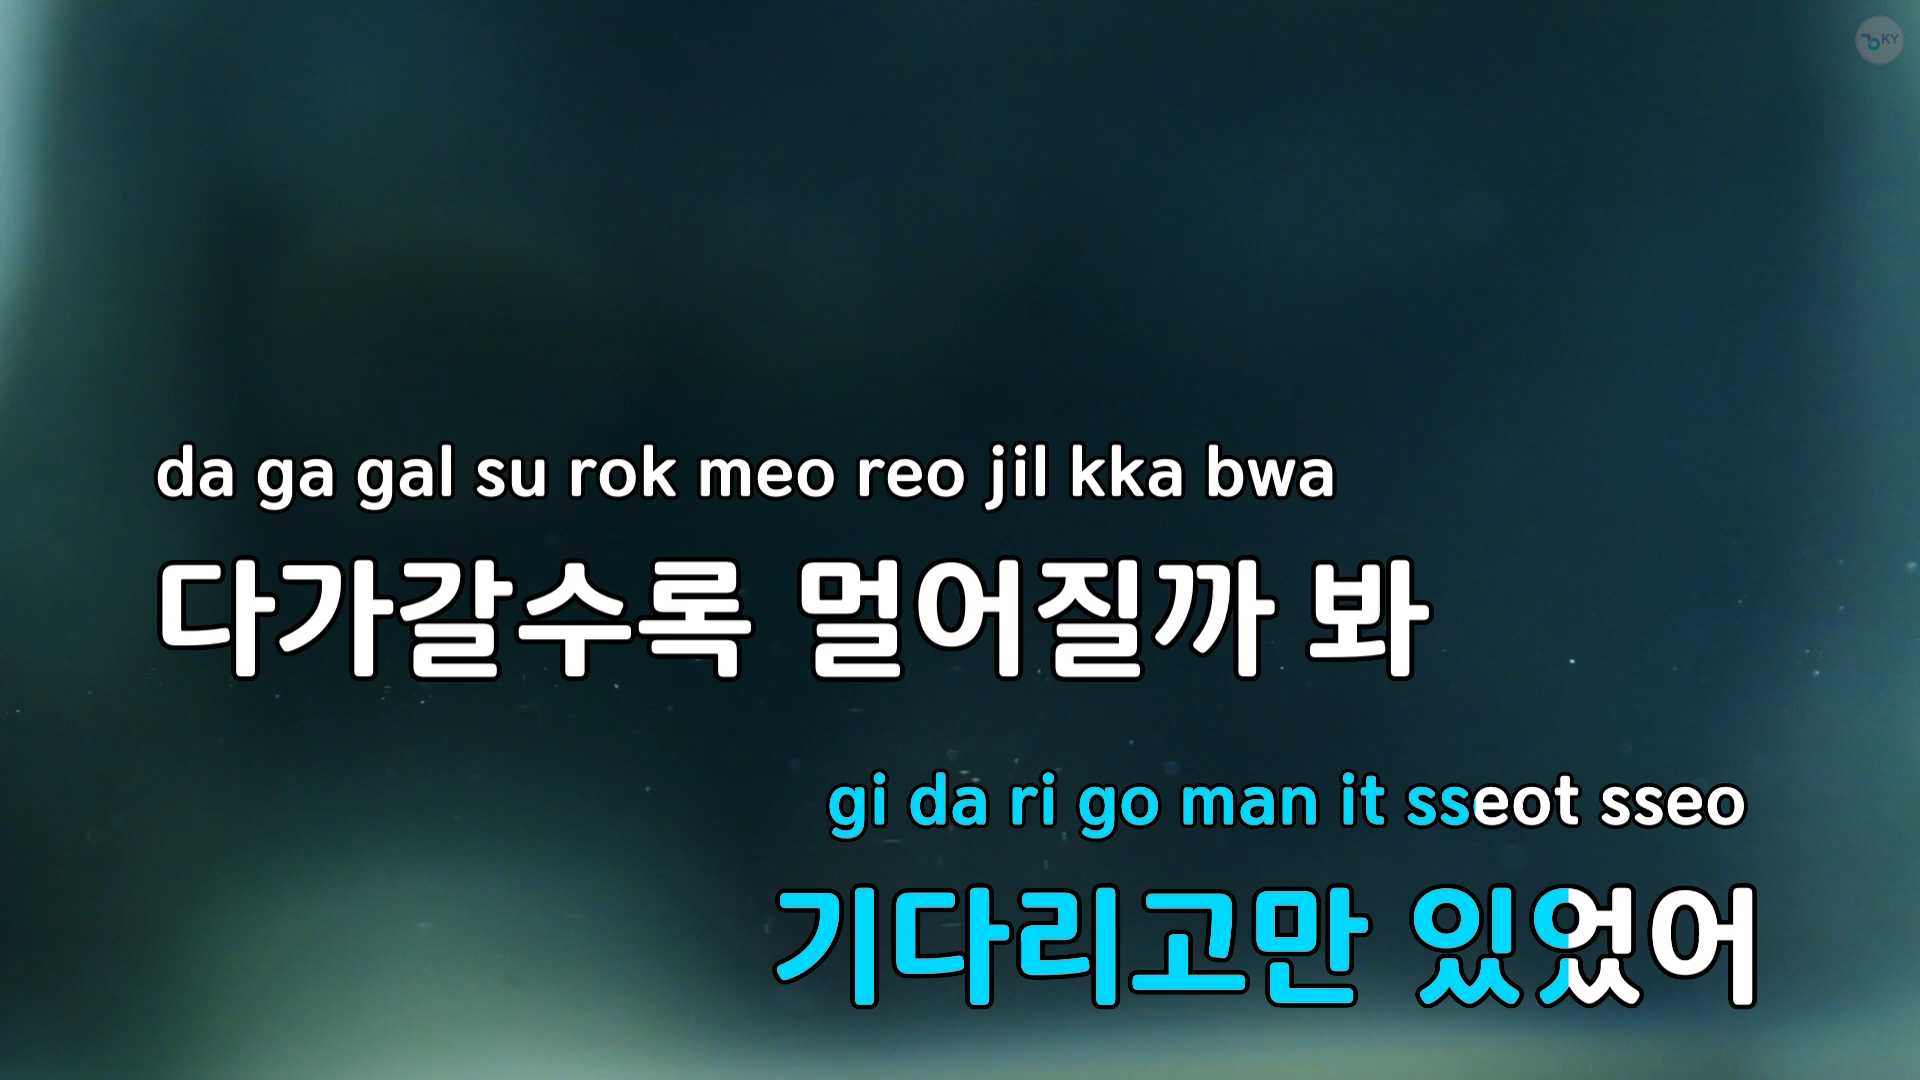 KY
da ga gal su rok meo reo jil kka bwa
다가갈수록 멀어질까 봐
gi da ri go man it sseot sseo
기다리고만 있었어